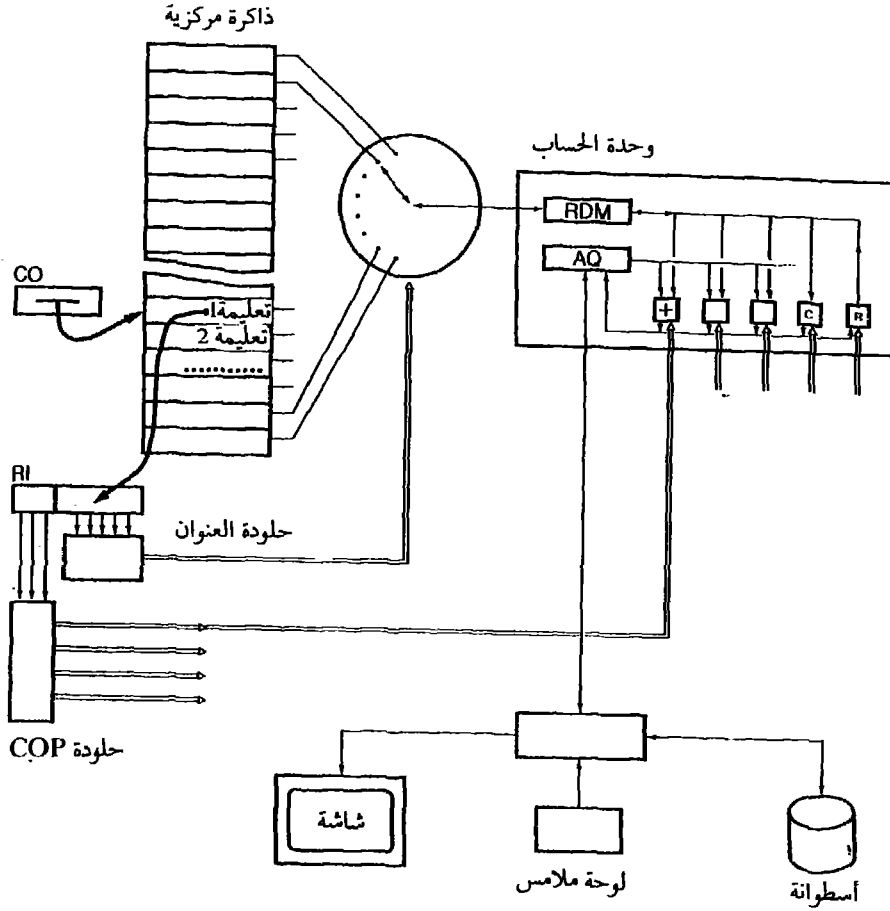 ذاكرة مركزية
وحدة الحساب
RDM
AQ
CO
+
C
R
تعليمة1
تعليمة 2
............
RI
حلودة العنوان
حلودة COP
شاشة
لوحة ملامس
أسطوانة